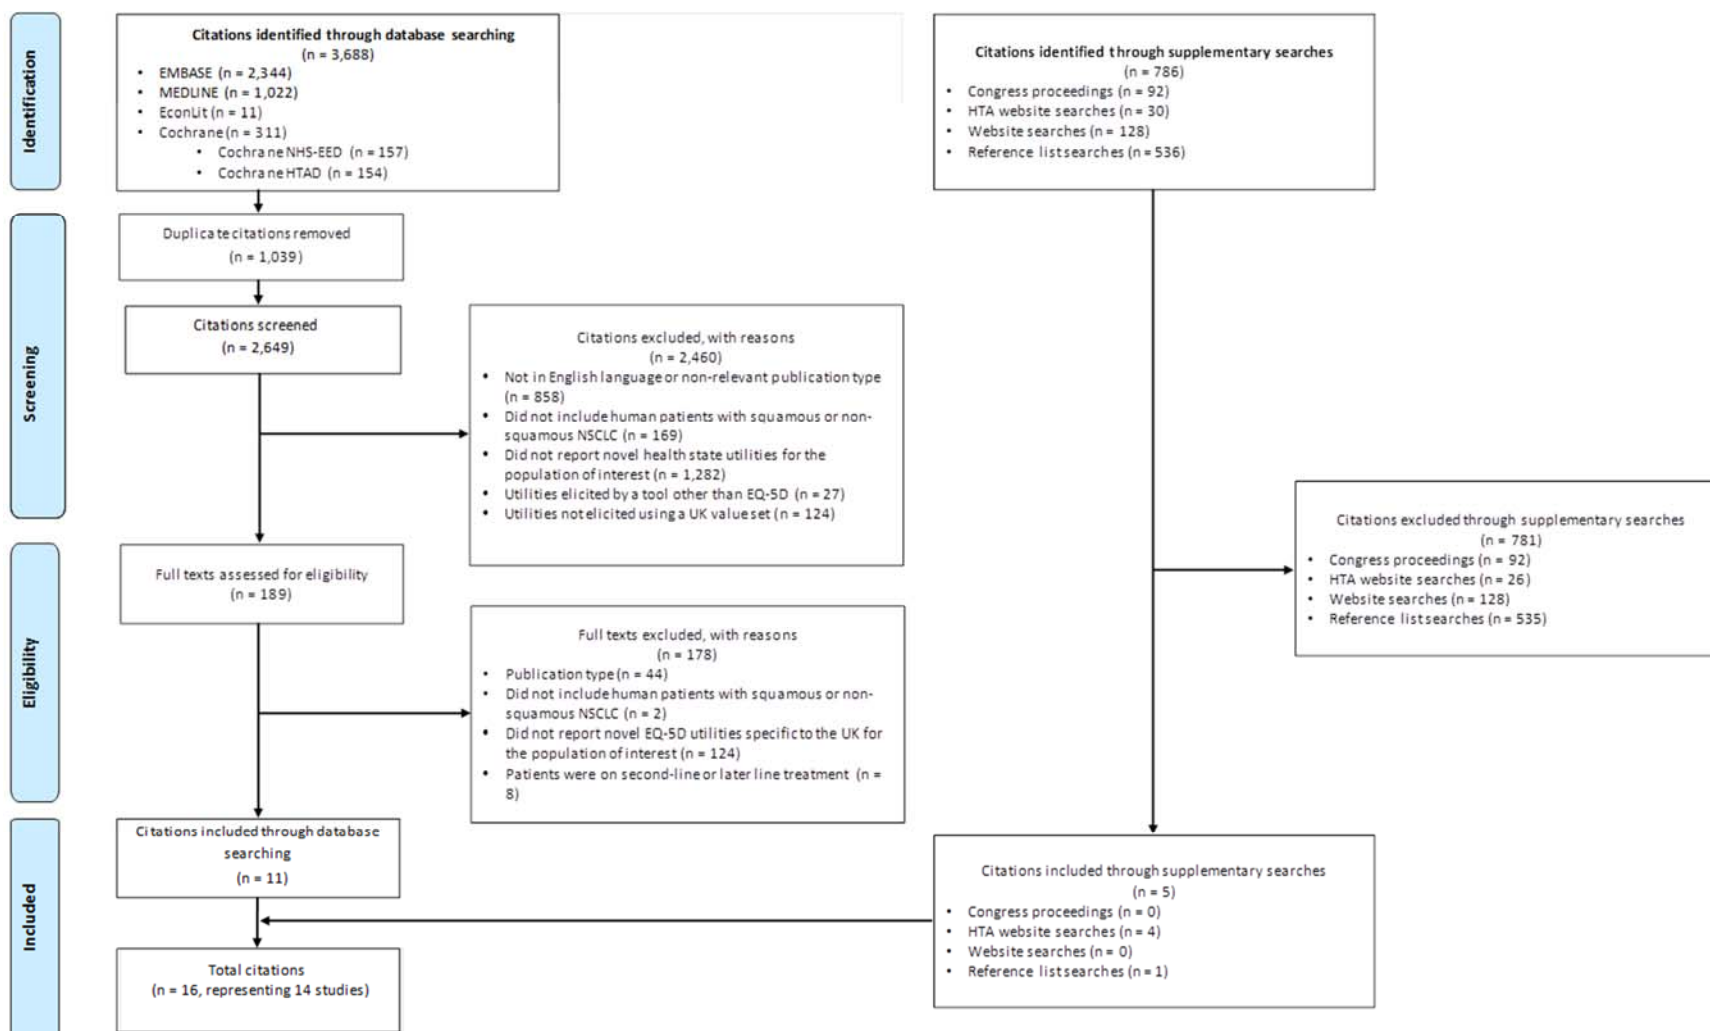 Identification
Citations identified through database searching
(n = 3,688)
• EMBASE (n = 2,344)
• MEDLINE (n = 1,022)
• EconLit (n = 11)
• Cochrane (n = 311)
• Cochrane NHS-EED (n = 157)
• Cochrane HTAD (n = 154)
Citations identified through supplementary searches
(n = 786)
• Congress proceedings (n = 92)
• HTA website searches (n = 30)
• Website searches (n = 128)
• Reference list searches (n = 536)
Screening
Duplicate citations removed
(n = 1,039)
Citations screened
(n = 2,649)
Citations excluded, with reasons
(n = 2,460)
• Not in English language or non-relevant publication type
(n = 858)
• Did not include human patients with squamous or non-
squamous NSCLC (n = 169)
• Did not report novel health state utilities for the
population of interest (n = 1,282)
• Utilities elicited by a tool other than EQ-5D (n = 27)
• Utilities not elicited using a UK value set (n = 124)
Citations excluded through supplementary searches
(n = 781)
• Congress proceedings (n = 92)
• HTA website searches (n = 26)
• Website searches (n = 128)
• Reference list searches (n = 535)
Eligibility
Full texts assessed for eligibility
(n = 189)
Full texts excluded, with reasons
(n = 178)
• Publication type (n = 44)
• Did not include human patients with squamous or non-
squamous NSCLC (n = 2)
• Did not report novel EQ-5D utilities specific to the UK for
the population of interest (n = 124)
• Patients were on second-line or later line treatment (n =
8)
Included
Citations included through database
searching
(n = 11)
Citations included through supplementary searches
(n = 5)
• Congress proceedings (n = 0)
• HTA website searches (n = 4)
• Website searches (n = 0)
• Reference list searches (n = 1)
Total citations
(n = 16, representing 14 studies)